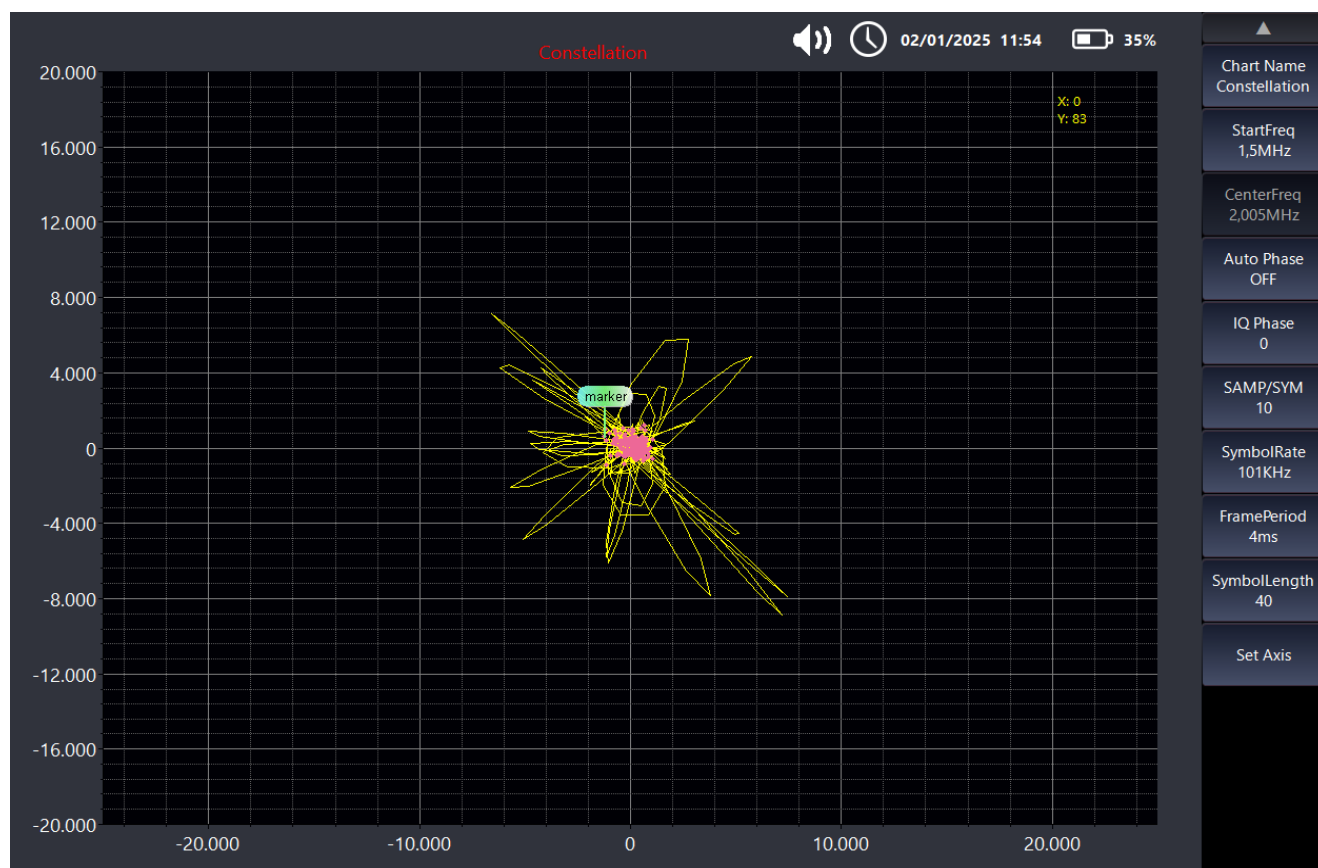 02/01/2025 11:54
35%
Constellation
X: 0
Y: 83
20.000
16.000
12.000
8.000
4.000
0
-4.000
-8.000
-12.000
-16.000
-20.000
marker
-20.000
-10.000
0
10.000
20.000
Chart Name
Constellation
StartFreq
1,5MHz
CenterFreq
2,005MHz
Auto Phase
OFF
IQ Phase
0
SAMP/SYM
10
SymbolRate
101KHz
FramePeriod
4ms
SymbolLength
40
Set Axis